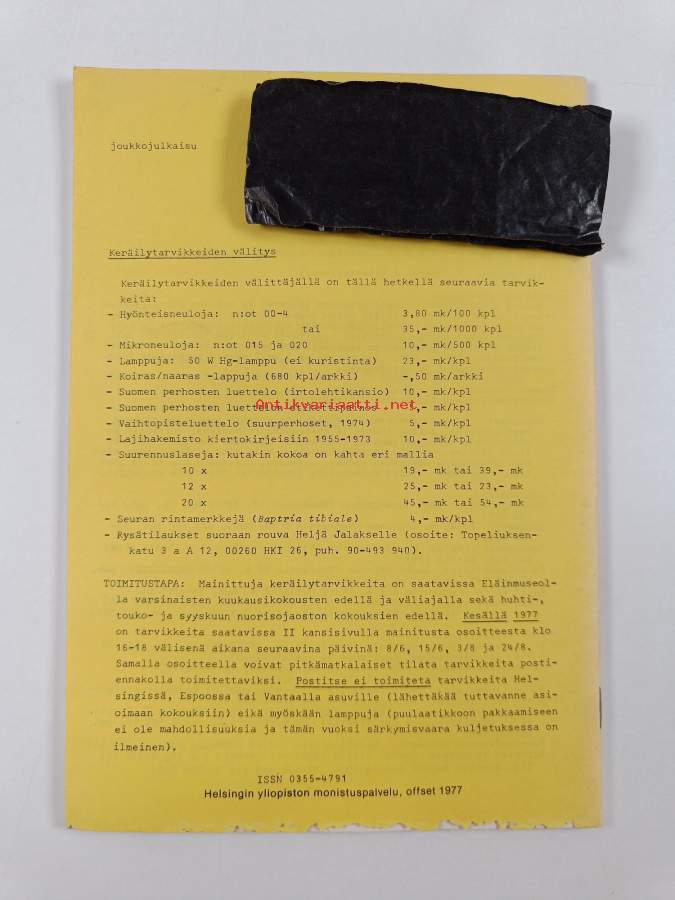 joukkojulkaisu
Keräilytarvikkeiden välitys
Keräilytarvikkeiden välittäjällä on tällä hetkellä seuraavia tarvik-
keita:
- Hyönteisneuloja: n:ot 00-4 3,80 mk/100 kpl
tai 35,- mk/1000 kpl
- Mikroneuloja: n:ot 015 ja 020 10,- mk/500 kpl
- Lamppuja: 50 W Hg-lamppu (ei kuristinta) 23,- mk/kpl
- Koiras/naaras -lappuja (680 kpl/arkki) -,50 mk/arkki
- Suomen perhosten luettelo (irtolehtikansio) 10,- mk/kpl
- Suomen perhosten luettelon etikettipainos mk/kpl
Antikvariaatti.net
- Vaihtopisteluettelo (suurperhoset, 1974) 5,- mk/kpl
- Lajihakemisto kiertokirjeisiin 1955-1973 10,- mk/kpl
- Suurennuslaseja: kutakin kokoa on kahta eri mallia
10 x 19,- mk tai 39,- mk
12 x 25,- mk tai 23,- mk
20 x 45,- mk tai 54,- mk
- Seuran rintamerkkejä (Baptria tibiale) 4,- mk/kpl
- Rysätilaukset suoraan rouva Heljä Jalakselle (osoite: Topeliuksen-
katu 3 a A 12, 00260 HKI 26, puh. 90-493 940).
TOIMITUSTAPA: Mainittuja keräilytarvikkeita on saatavissa Eläinmuseol-
la varsinaisten kuukausikokousten edellä ja väliajalla sekä huhti-,
touko- ja syyskuun nuorisojaoston kokouksien edellä. Kesällä 1977
on tarvikkeita saatavissa II kansisivulla mainitusta osoitteesta klo
16-18 välisenä aikana seuraavina päivinä: 8/6, 15/6, 3/8 ja 24/8.
Samalla osoitteella voivat pitkämatkalaiset tilata tarvikkeita posti-
ennakolla toimitettaviksi. Postitse ei toimiteta tarvikkeita Hel-
singissä, Espoossa tai Vantaalla asuville (lähettäkää tuttavanne asi-
oimaan kokouksiin) eikä myöskään lamppuja (puulaatikkoon pakkaamiseen
ei ole mahdollisuuksia ja tämän vuoksi särkymisvaara kuljetuksessa on
ilmeinen).
ISSN 0355-4791
Helsingin yliopiston monistuspalvelu, offset 1977